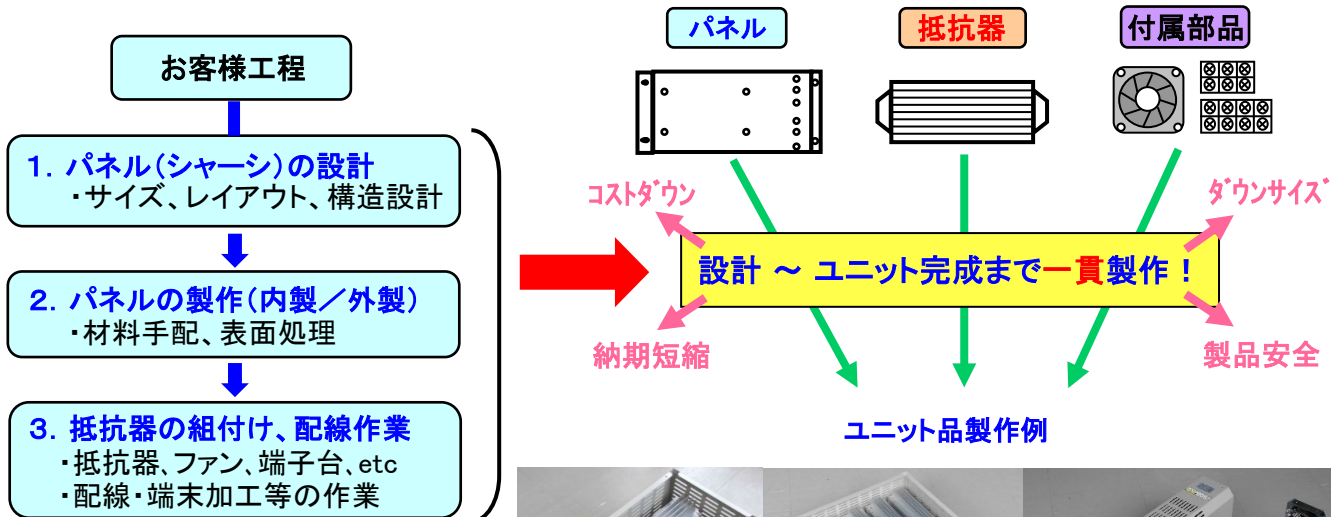 お客様工程
1. パネル(シャーシ)の設計
・サイズ、レイアウト、構造設計
2. パネルの製作(内製/外製)
・材料手配、表面処理
3. 抵抗器の組付け、配線作業
・抵抗器、ファン、端子台、etc
・配線・端末加工等の作業
パネル
抵抗器
付属部品
コストダウン
ダウンサイズ
設計 ~ ユニット完成まで一貫製作!
納期短縮
製品安全
ユニット品製作例